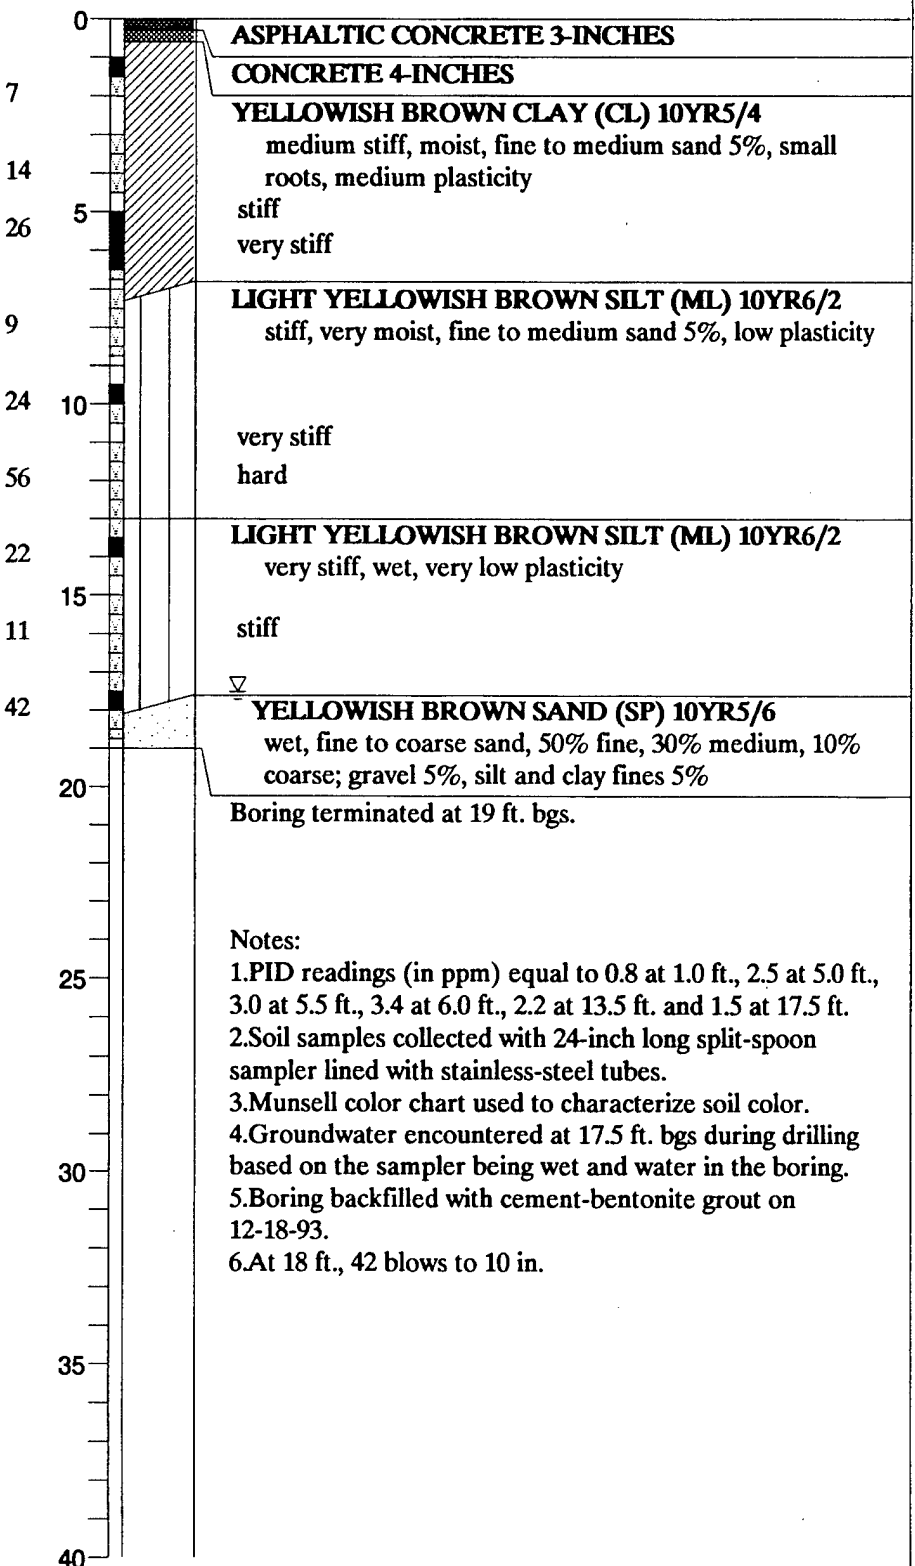 0
ASPHALTIC CONCRETE 3-INCHES
CONCRETE 4-INCHES
7
YELLOWISH BROWN CLAY (CL) 10YR5/4
medium stiff, moist, fine to medium sand 5%, small
14
roots, medium plasticity
5
stiff
26
very stiff
LIGHT YELLOWISH BROWN SILT (ML) 10YR6/2
9
stiff, very moist, fine to medium sand 5%, low plasticity
24
10
very stiff
56
hard
LIGHT YELLOWISH BROWN SILT (ML) 10YR6/2
22
very stiff, wet, very low plasticity
15
11
stiff
42
YELLOWISH BROWN SAND (SP) 10YR5/6
wet, fine to coarse sand, 50% fine, 30% medium, 10%
coarse; gravel 5%, silt and clay fines 5%
20
Boring terminated at 19 ft. bgs.
Notes:
25
1.PID readings (in ppm) equal to 0.8 at 1.0 ft., 2.5 at 5.0 ft.,
3.0 at 5.5 ft., 3.4 at 6.0 ft., 2.2 at 13.5 ft. and 1.5 at 17.5 ft.
2.Soil samples collected with 24-inch long split-spoon
sampler lined with stainless-steel tubes.
3.Munsell color chart used to characterize soil color.
4.Groundwater encountered at 17.5 ft. bgs during drilling
30
based on the sampler being wet and water in the boring.
5.Boring backfilled with cement-bentonite grout on
12-18-93.
6.At 18 ft., 42 blows to 10 in.
35
40